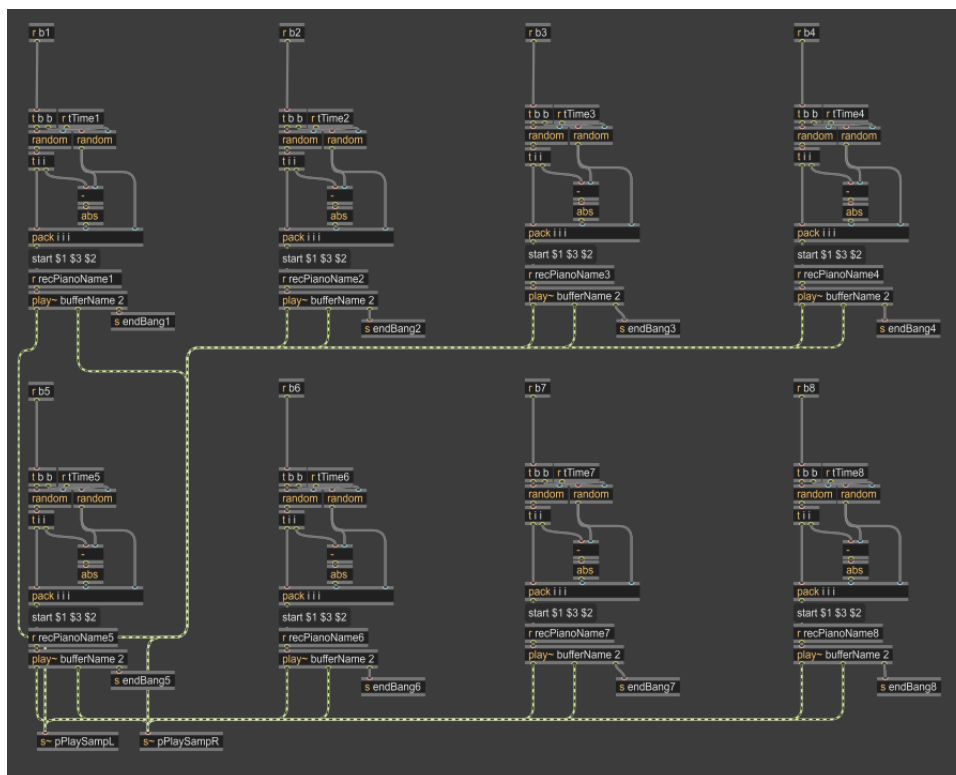 r b1
r b2
r b3
r b4
t b b r tTime1
t b b r tTime2
t b b r tTime3
t b b r tTime4
random random
random random
random random
random random
t i i
t i i
t i i
t i i
-
-
-
-
abs
abs
abs
abs
pack i i i
pack i i i
pack i i i
pack i i i
start $1 $3 $2
start $1 $3 $2
start $1 $3 $2
start $1 $3 $2
r recPianoName1
r recPianoName2
r recPianoName3
r recPianoName4
play~ bufferName 2
play~ bufferName 2
play~ bufferName 2
play~ bufferName 2
s endBang1
s endBang2
s endBang3
s endBang4
r b5
r b6
r b7
r b8
t b b r tTime5
t b b r tTime6
t b b r tTime7
t b b r tTime8
random random
random random
random random
random random
t i i
t i i
t i i
t i i
-
-
-
-
abs
abs
abs
abs
pack i i i
pack i i i
pack i i i
pack i i i
start $1 $3 $2
start $1 $3 $2
start $1 $3 $2
start $1 $3 $2
r recPianoName5
r recPianoName6
r recPianoName7
r recPianoName8
play~ bufferName 2
play~ bufferName 2
play~ bufferName 2
play~ bufferName 2
s endBang5
s endBang6
s endBang7
s endBang8
s~ pPlaySampL
s~ pPlaySampR